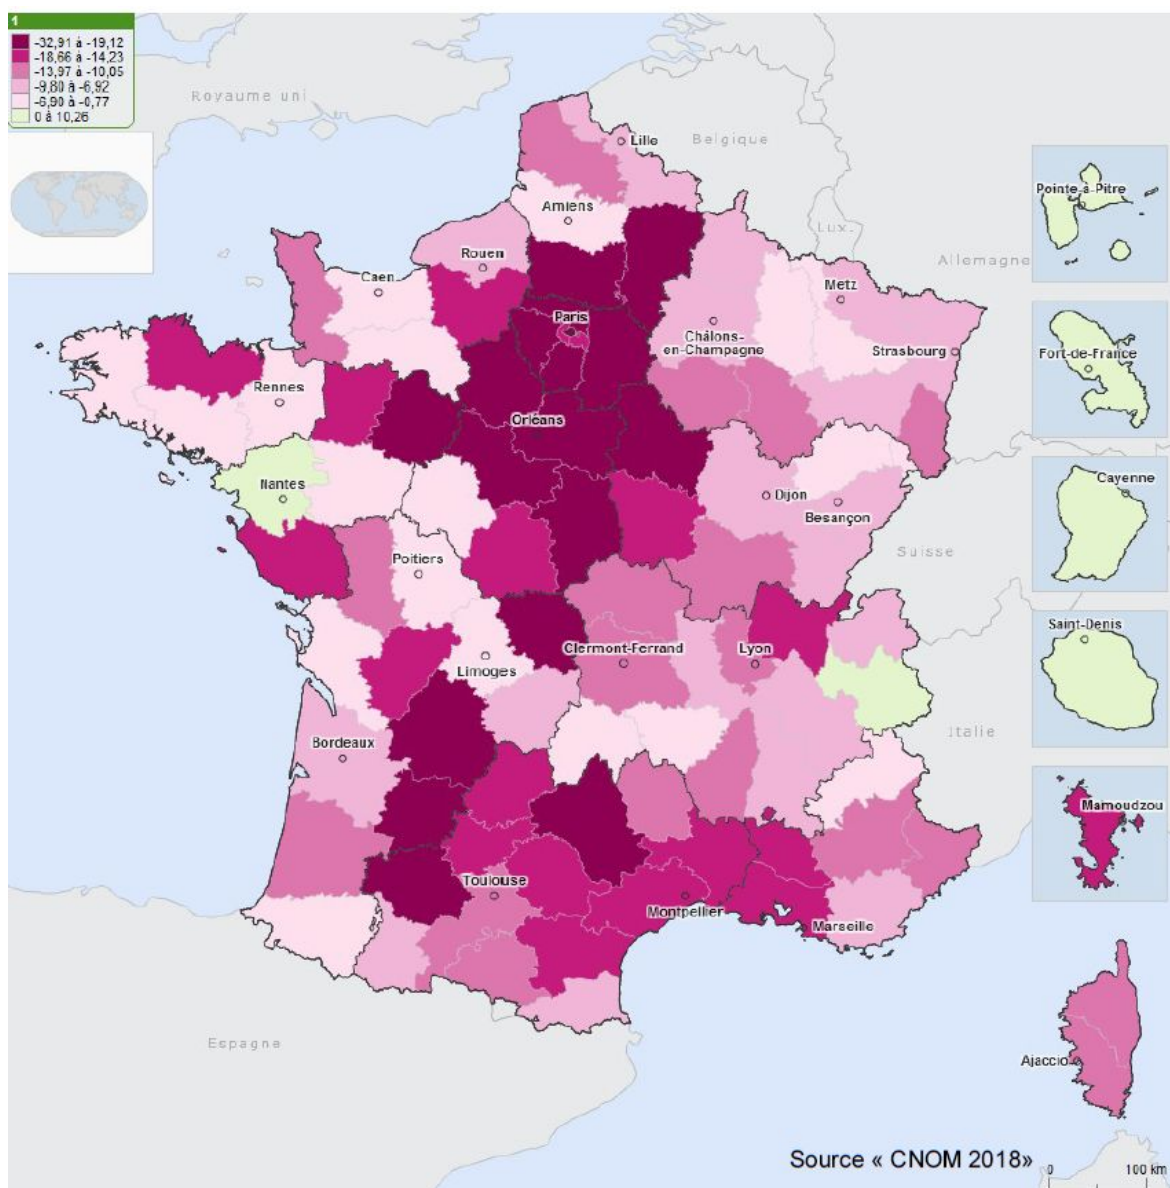 1
-32,91 à -19,12
-18,66 à -14,23
-13,97 à -10,05
-9,80 à -6,92
-6,90 à -0,77
0 à 10,26
Royaume uni
Belgique
Lille
Pointe-à-Pitre
Amiens
Lux.
Rouen
Allemagne
Caen
Metz
Paris
Châlons-
en-Champagne
Strasbourg
Fort-de-France
Rennes
Orléans
Nantes
Dijon
Besançon
Cayenne
Suisse
Poitiers
Saint-Denis
Clermont-Ferrand
Lyon
Limoges
Italie
Bordeaux
Mamoudzou
Toulouse
Montpellier
Marseille
Espagne
Ajaccio
Source « CNOM 2018»
0 100 km